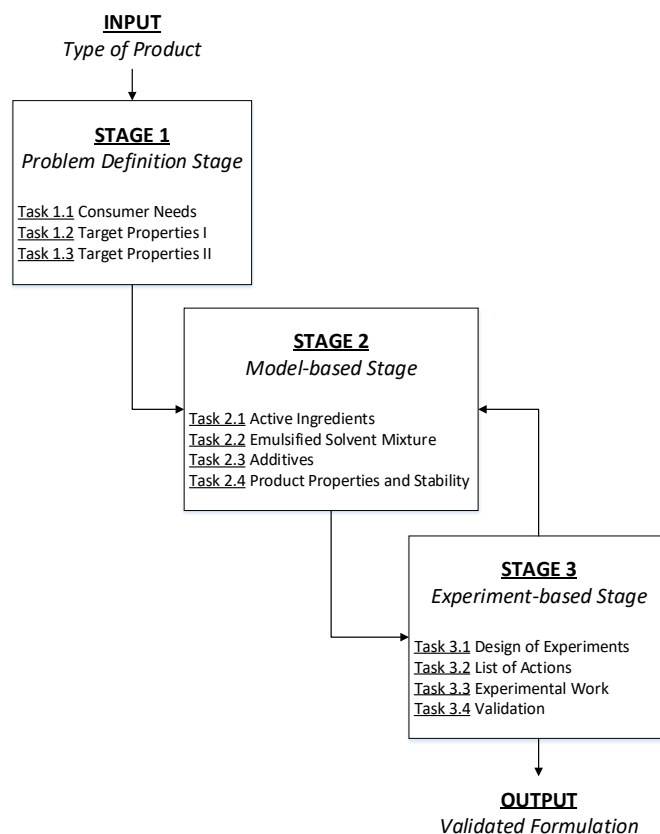 INPUT
Type of Product
STAGE 1
Problem Definition Stage
Task 1.1 Consumer Needs
Task 1.2 Target Properties I
Task 1.3 Target Properties II
STAGE 2
Model-based Stage
Task 2.1 Active Ingredients
Task 2.2 Emulsified Solvent Mixture
Task 2.3 Additives
Task 2.4 Product Properties and Stability
STAGE 3
Experiment-based Stage
Task 3.1 Design of Experiments
Task 3.2 List of Actions
Task 3.3 Experimental Work
Task 3.4 Validation
OUTPUT
Validated Formulation